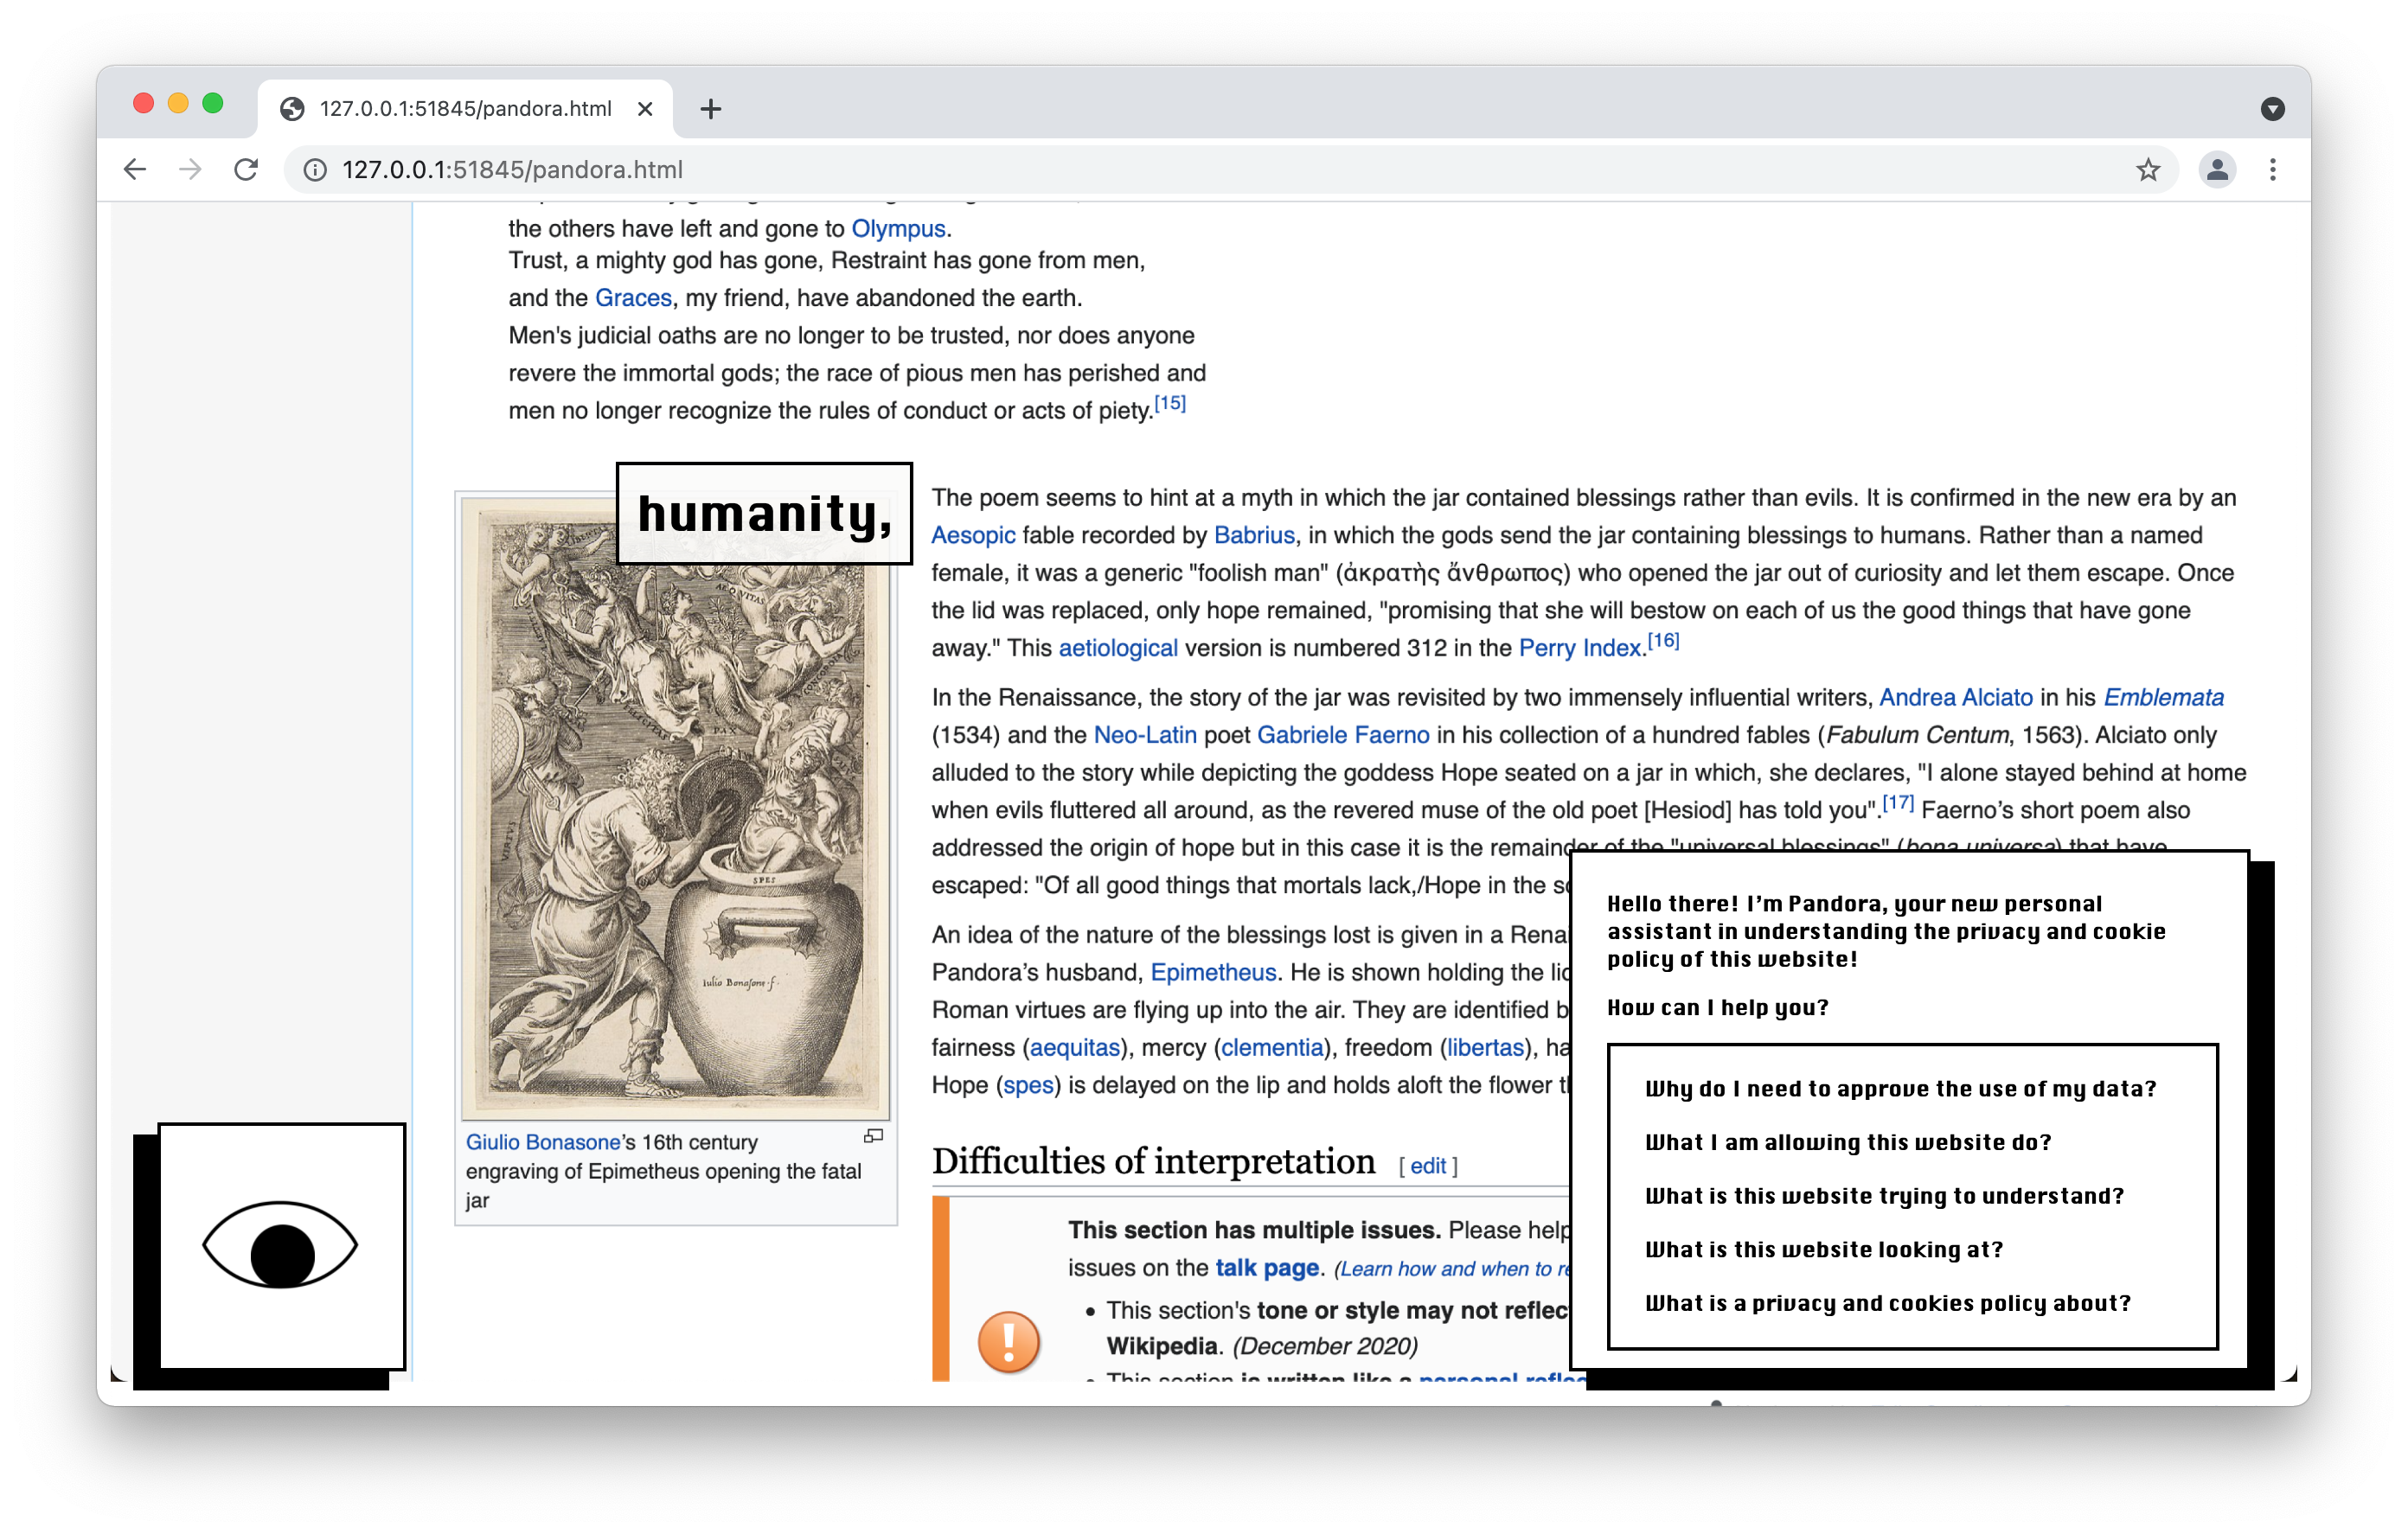 127.0.0.1:51845/pandora.html
127.0.0.1:51845/pandora.html
the others have left and gone to Olympus.
Trust, a mighty god has gone, Restraint has gone from men,
and the Graces, my friend, have abandoned the earth.
Men's judicial oaths are no longer to be trusted, nor does anyone
revere the immortal gods; the race of pious men has perished and
men no longer recognize the rules of conduct or acts of piety.[15]
humanity,
LIBERT
AEQVITAS
PAX
VIRTVS
SPES
Iulio Bonasone f.
Giulio Bonasone's 16th century
engraving of Epimetheus opening the fatal
jar
The poem seems to hint at a myth in which the jar contained blessings rather than evils. It is confirmed in the new era by an
Aesopic fable recorded by Babrius, in which the gods send the jar containing blessings to humans. Rather than a named
female, it was a generic "foolish man" (ἀκρατὴς ἄνθρωπος) who opened the jar out of curiosity and let them escape. Once
the lid was replaced, only hope remained, "promising that she will bestow on each of us the good things that have gone
away." This aetiological version is numbered 312 in the Perry Index.[16]
In the Renaissance, the story of the jar was revisited by two immensely influential writers, Andrea Alciato in his Emblemata
(1534) and the Neo-Latin poet Gabriele Faerno in his collection of a hundred fables (Fabulum Centum, 1563). Alciato only
alluded to the story while depicting the goddess Hope seated on a jar in which, she declares, "I alone stayed behind at home
when evils fluttered all around, as the revered muse of the old poet [Hesiod] has told you".[17] Faerno’s short poem also
addressed the origin of hope but in this case it is the remainder of the "universal blessings" (bona universa) that have
escaped: "Of all good things that mortals lack,/Hope in the
An idea of the nature of the blessings lost is given in a
Pandora’s husband, Epimetheus. He is shown holding the
Roman virtues are flying up into the air. They are identified
fairness (aequitas), mercy (clementia), freedom (libertas),
Hope (spes) is delayed on the lip and holds aloft the flower
Difficulties of interpretation [ edit ]
This section has multiple issues. Please help
issues on the talk page. (Learn how and when to
• This section's tone or style may not
Wikipedia. (December 2020)
• This section is written like a personal
Hello there! I'm Pandora, your new personal
assistant in understanding the privacy and cookie
policy of this website!
How can I help you?
Why do I need to approve the use of my data?
What I am allowing this website do?
What is this website trying to understand?
What is this website looking at?
What is a privacy and cookies policy about?